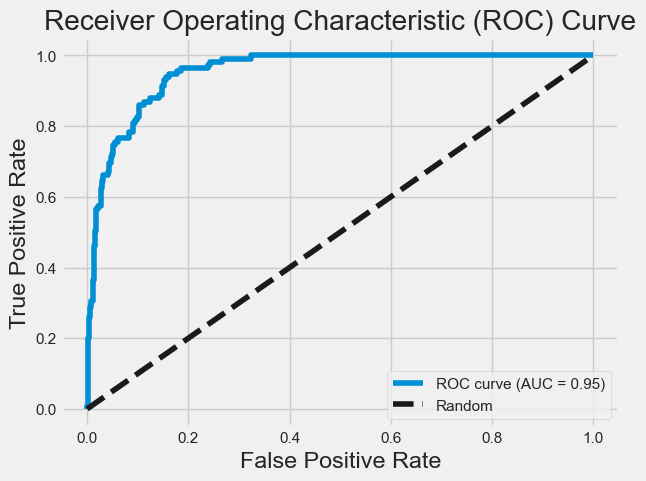 Receiver Operating Characteristic (ROC) Curve
True Positive Rate
1.0
0.8
0.6
0.4
0.2
0.0
0.0 0.2 0.4 0.6 0.8 1.0
False Positive Rate
ROC curve (AUC = 0.95)
Random